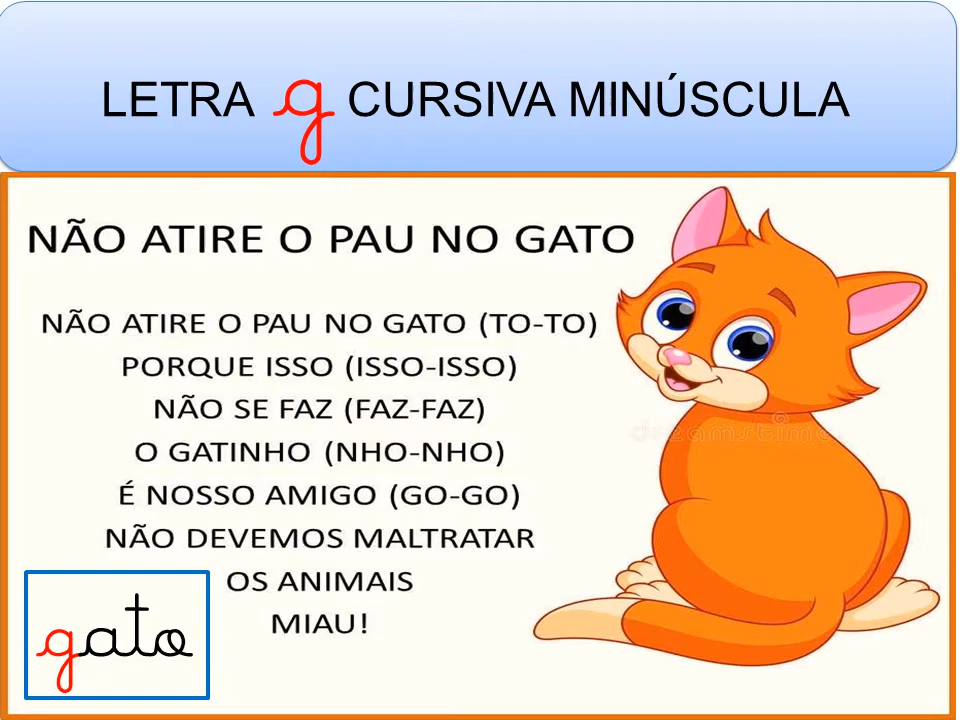 LETRA g CURSIVA MINÚSCULA
NÃO ATIRE O PAU NO GATO
NÃO ATIRE O PAU NO GATO (TO-TO)
PORQUE ISSO (ISSO-ISSO)
NÃO SE FAZ (FAZ-FAZ)
O GATINHO (NHO-NHO)
É NOSSO AMIGO (GO-GO)
NÃO DEVEMOS MALTRATAR
OS ANIMAIS
MIAU!
gato
dreamstime